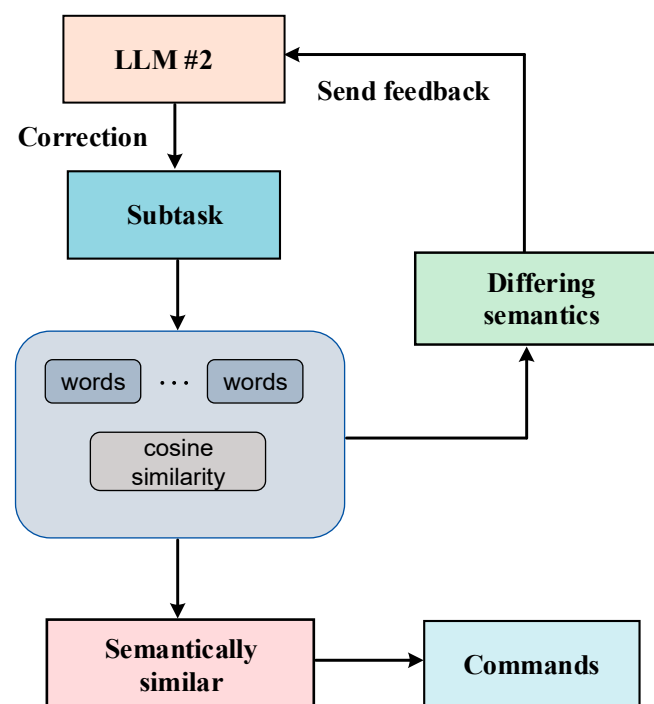 LLM #2
Send feedback
Correction
Subtask
Differing
semantics
words ... words
cosine
similarity
Semantically
similar
Commands